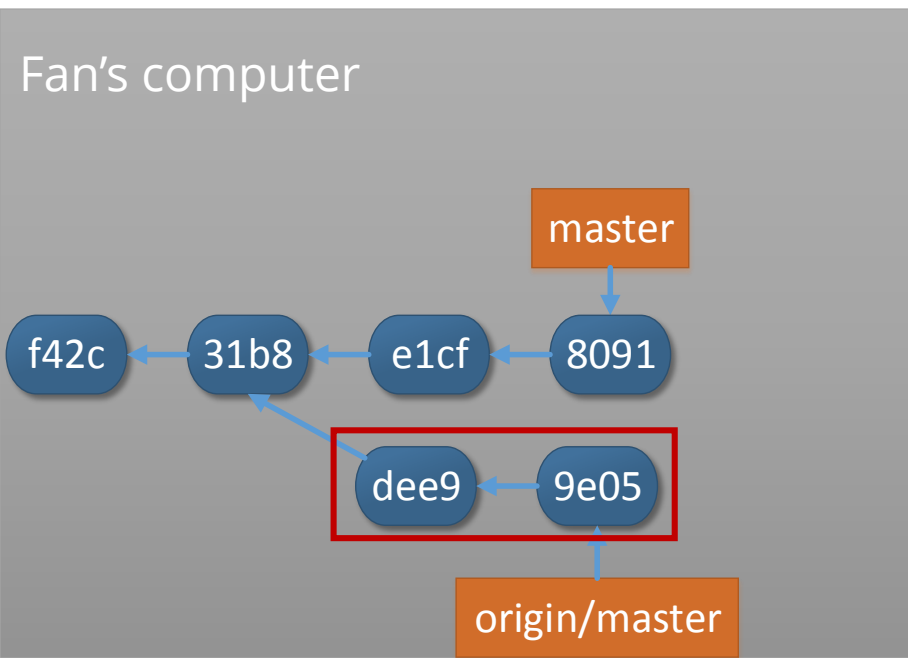 Fan's computer
master
f42c 31b8 e1cf 8091
dee9 9e05
origin/master